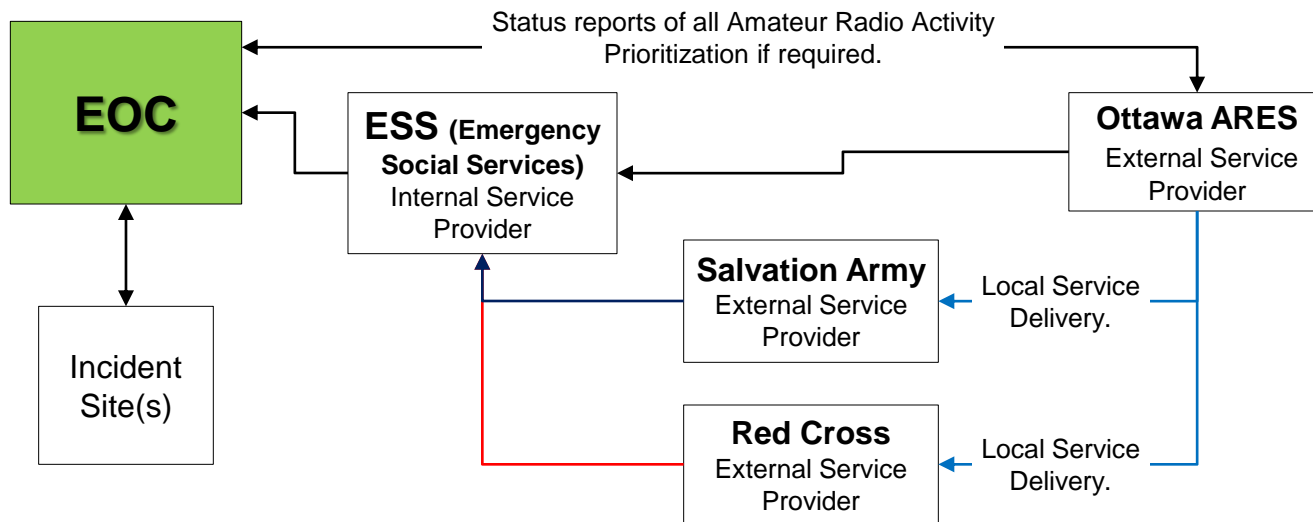 Status reports of all Amateur Radio Activity
Prioritization if required.
EOC
ESS (Emergency
Social Services)
Internal Service
Provider
Ottawa ARES
External Service
Provider
Salvation Army
External Service
Provider
Local Service
Delivery.
Incident
Site(s)
Red Cross
External Service
Provider
Local Service
Delivery.